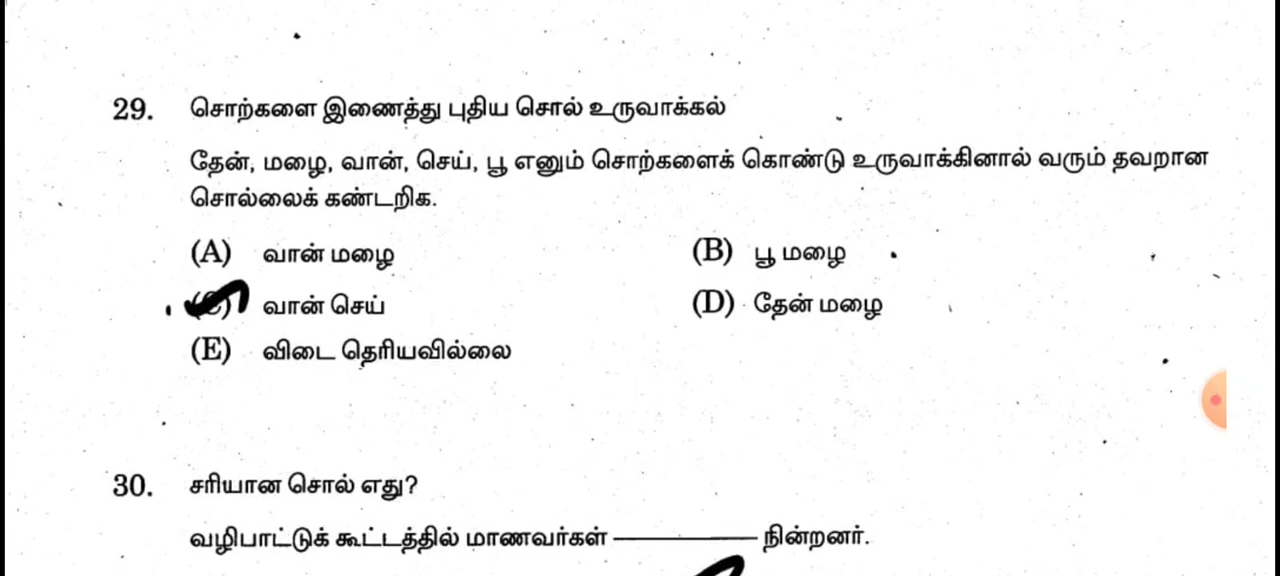 29. சொற்களை இணைத்து புதிய சொல் உருவாக்கல்
தேன், மழை, வான், செய், பூ எனும் சொற்களைக் கொண்டு உருவாக்கினால் வரும் தவறான
சொல்லைக் கண்டறிக.
(A) வான் மழை (B) பூ மழை
(C) வான் செய் (D) தேன் மழை
(E) விடை தெரியவில்லை
30. சரியான சொல் எது?
வழிபாட்டுக் கூட்டத்தில் மாணவர்கள் ———— நின்றனர்.